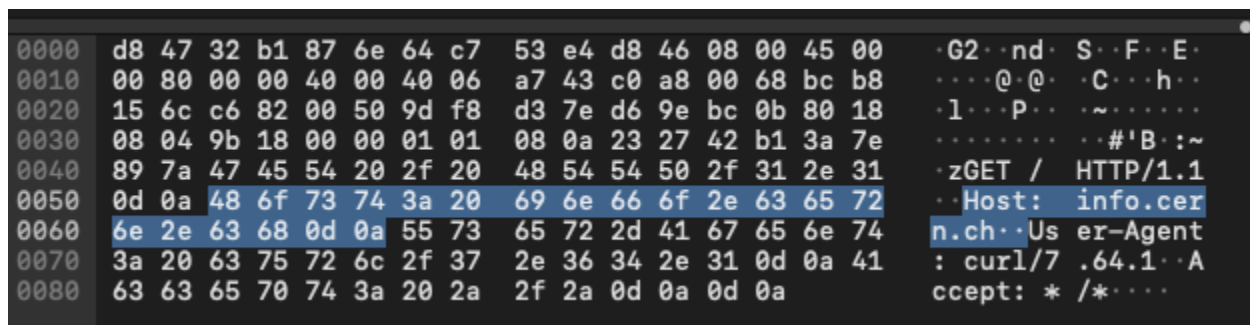 0000 d8 47 32 b1 87 6e 64 c7 53 e4 d8 46 08 00 45 00 ·G2··nd· S··F··E·
0010 00 80 00 00 40 00 40 06 a7 43 c0 a8 00 68 bc b8 ····@·@· ·C···h··
0020 15 6c c6 82 00 50 9d f8 d3 7e d6 9e bc 0b 80 18 ·l···P·· ·~······
0030 08 04 9b 18 00 00 01 01 08 0a 23 27 42 b1 3a 7e ········ ··#'B·:~
0040 89 7a 47 45 54 20 2f 20 48 54 54 50 2f 31 2e 31 ·zGET / HTTP/1.1
0050 0d 0a 48 6f 73 74 3a 20 69 6e 66 6f 2e 63 65 72 ··Host: info.cer
0060 6e 2e 63 68 0d 0a 55 73 65 72 2d 41 67 65 6e 74 n.ch··Us er-Agent
0070 3a 20 63 75 72 6c 2f 37 2e 36 34 2e 31 0d 0a 41 : curl/7 .64.1··A
0080 63 63 65 70 74 3a 20 2a 2f 2a 0d 0a 0d 0a ccept: * /*····